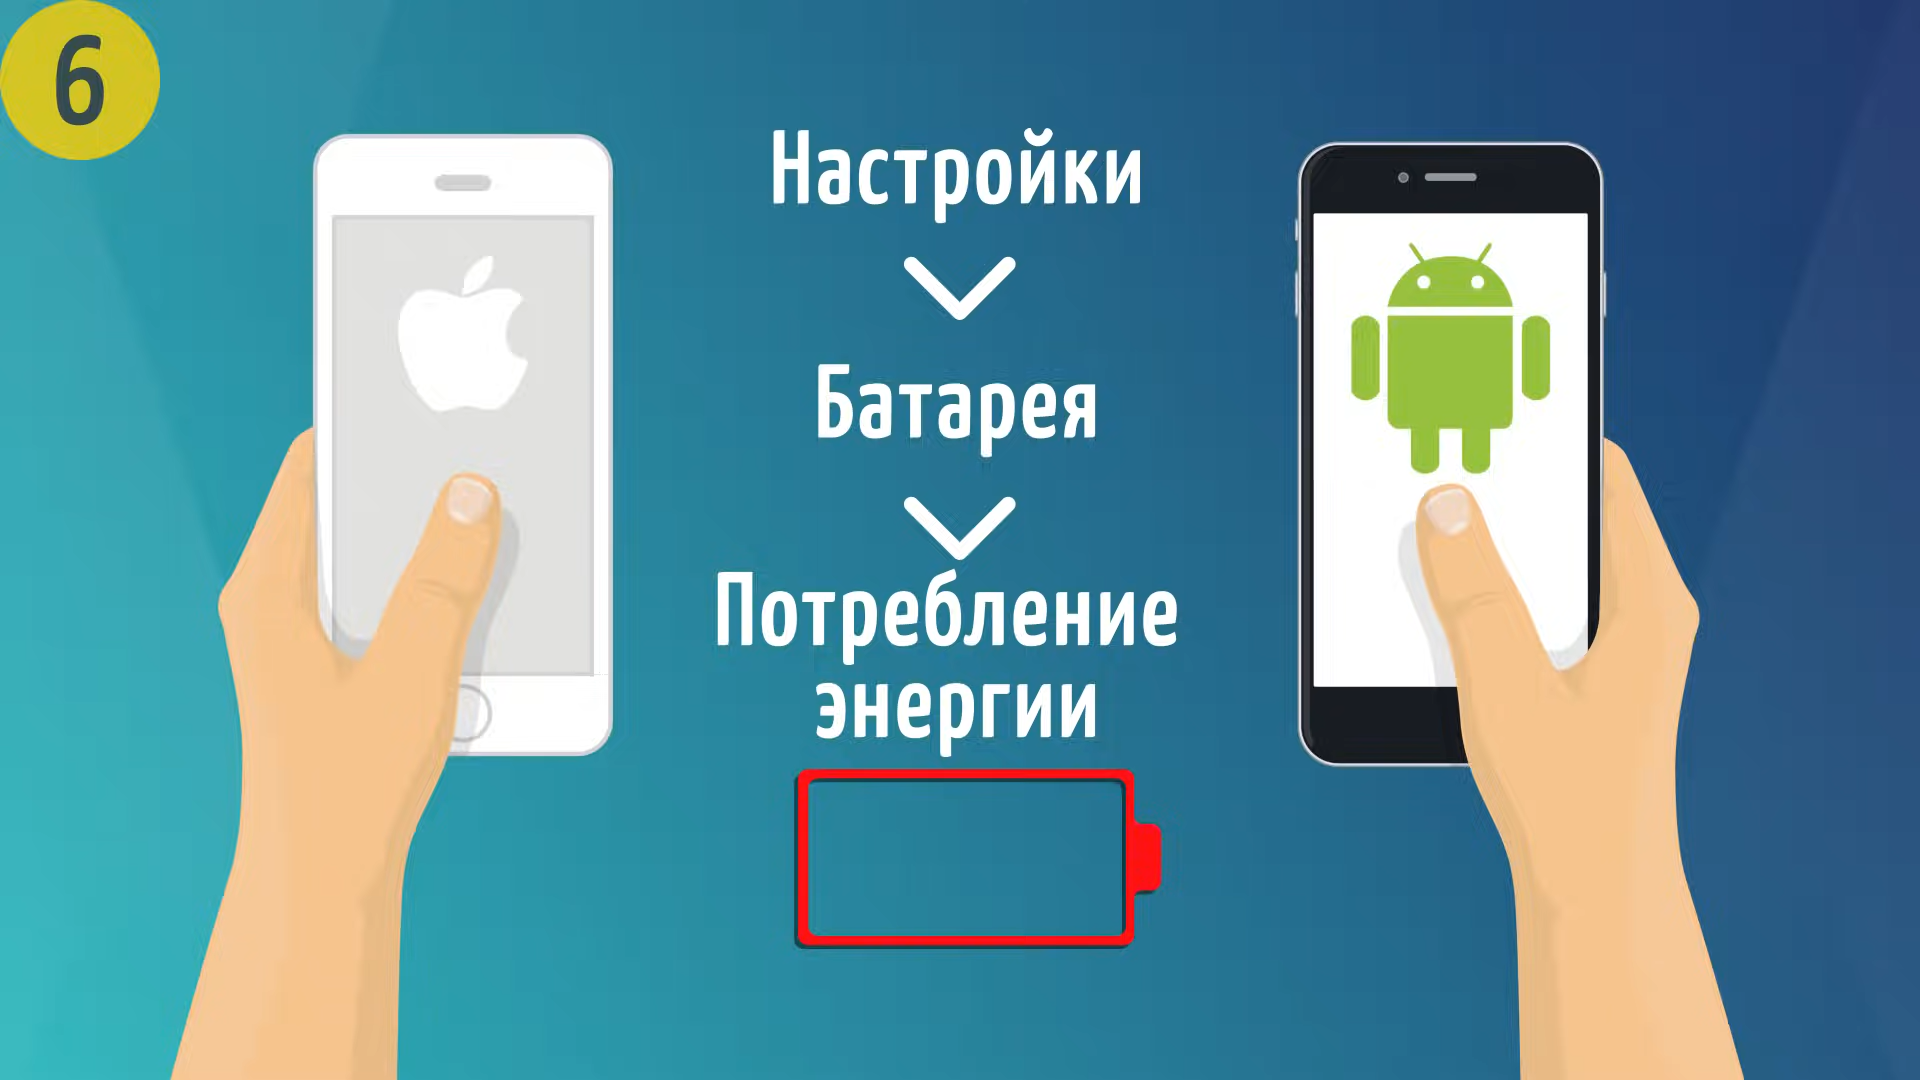 6
Настройки
Батарея
Потребление
энергии